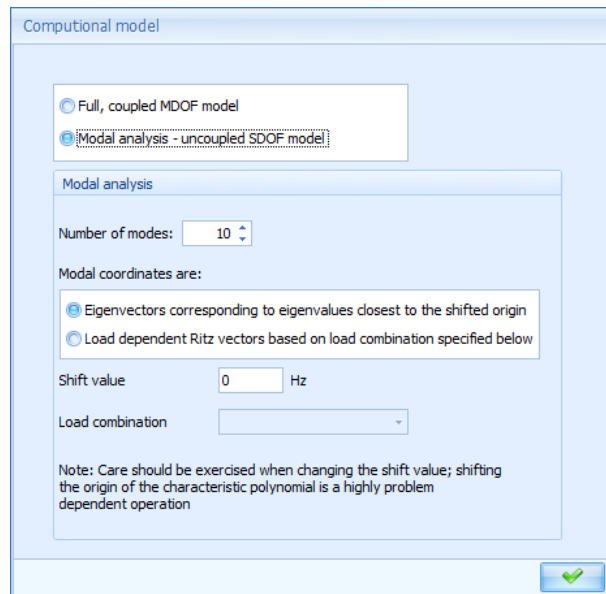 Computional model
Full, coupled MDOF model
Modal analysis - uncoupled SDOF model
Modal analysis
Number of modes: 10
Modal coordinates are:
Eigenvectors corresponding to eigenvalues closest to the shifted origin
Load dependent Ritz vectors based on load combination specified below
Shift value 0 Hz
Load combination
Note: Care should be exercised when changing the shift value; shifting
the origin of the characteristic polynomial is a highly problem
dependent operation